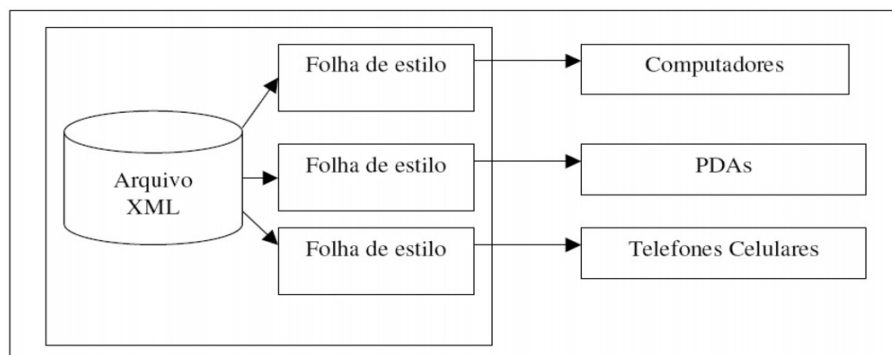 Folha de estilo
Computadores
Arquivo
XML
Folha de estilo
PDAs
Folha de estilo
Telefones Celulares